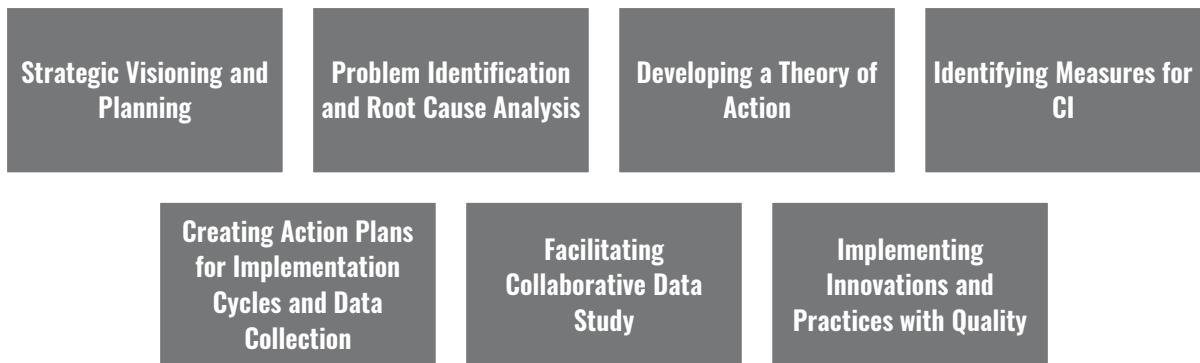 Strategic Visioning and
Planning
Problem Identification
and Root Cause Analysis
Developing a Theory of
Action
Identifying Measures for
CI
Creating Action Plans
for Implementation
Cycles and Data
Collection
Facilitating
Collaborative Data
Study
Implementing
Innovations and
Practices with Quality